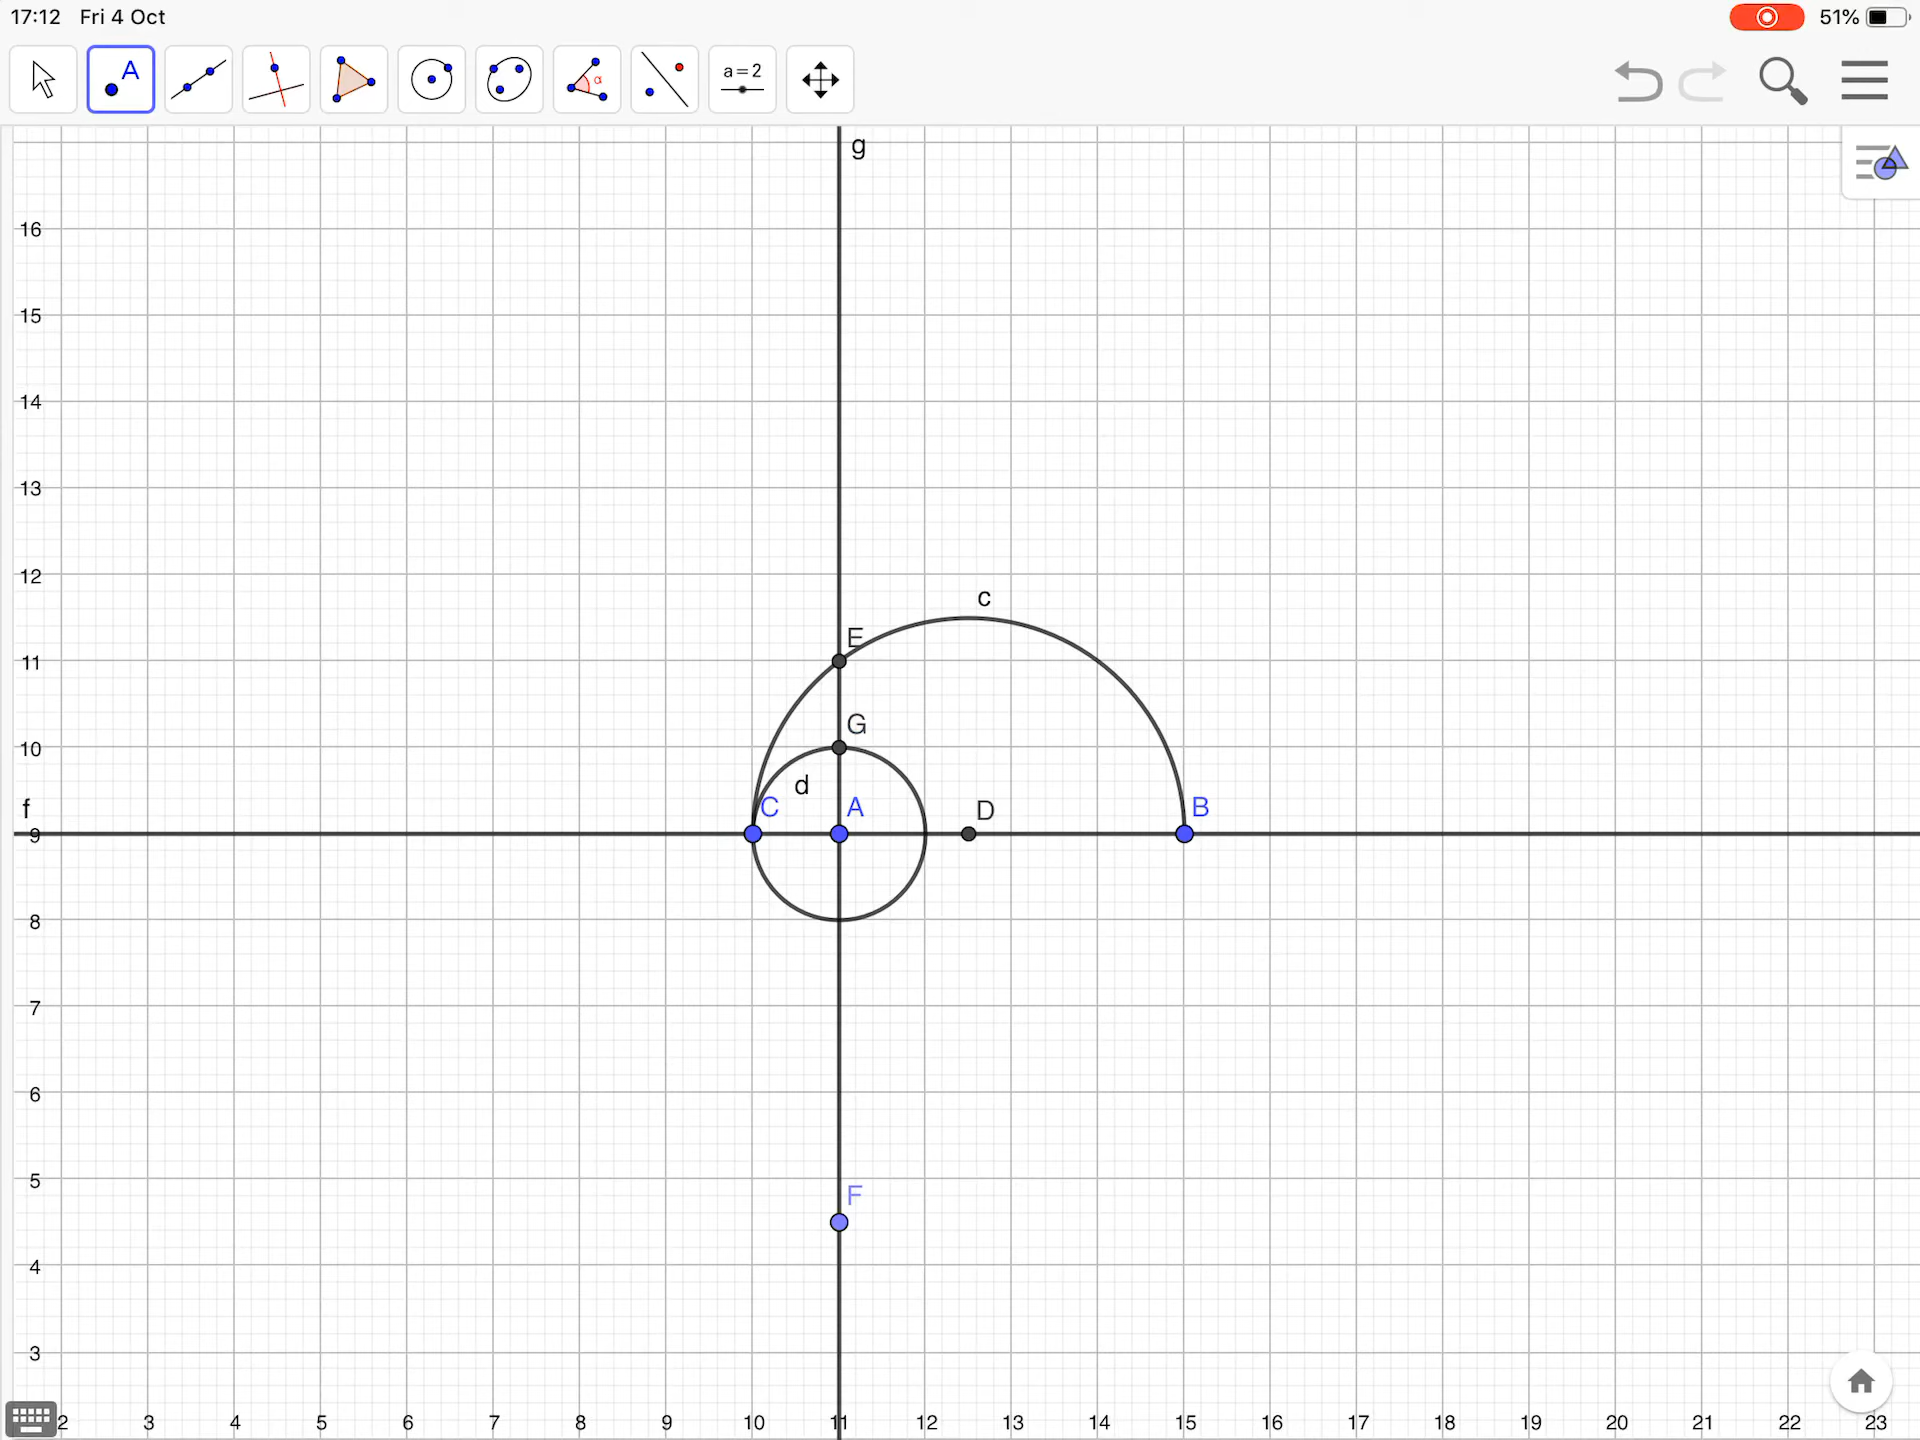 17:12 Fri 4 Oct 51%
A α a=2
g
16
15
14
13
12
c
E
11
G
10
d
f C A D B
9
8
7
6
5
F
4
3
2 3 4 5 6 7 8 9 10 11 12 13 14 15 16 17 18 19 20 21 22 23